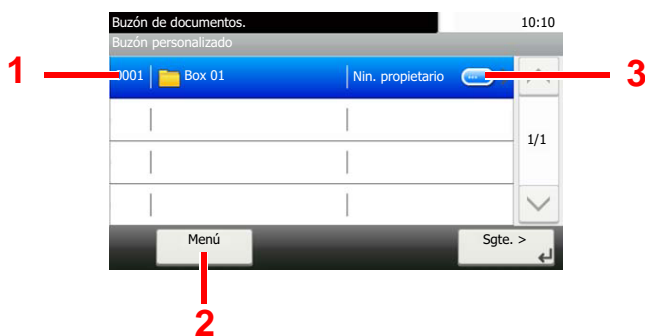 Buzón de documentos. 10:10
Buzón personalizado
1 0001 Box 01 Nin. propietario 3
1/1
Menú Sgte. >
2